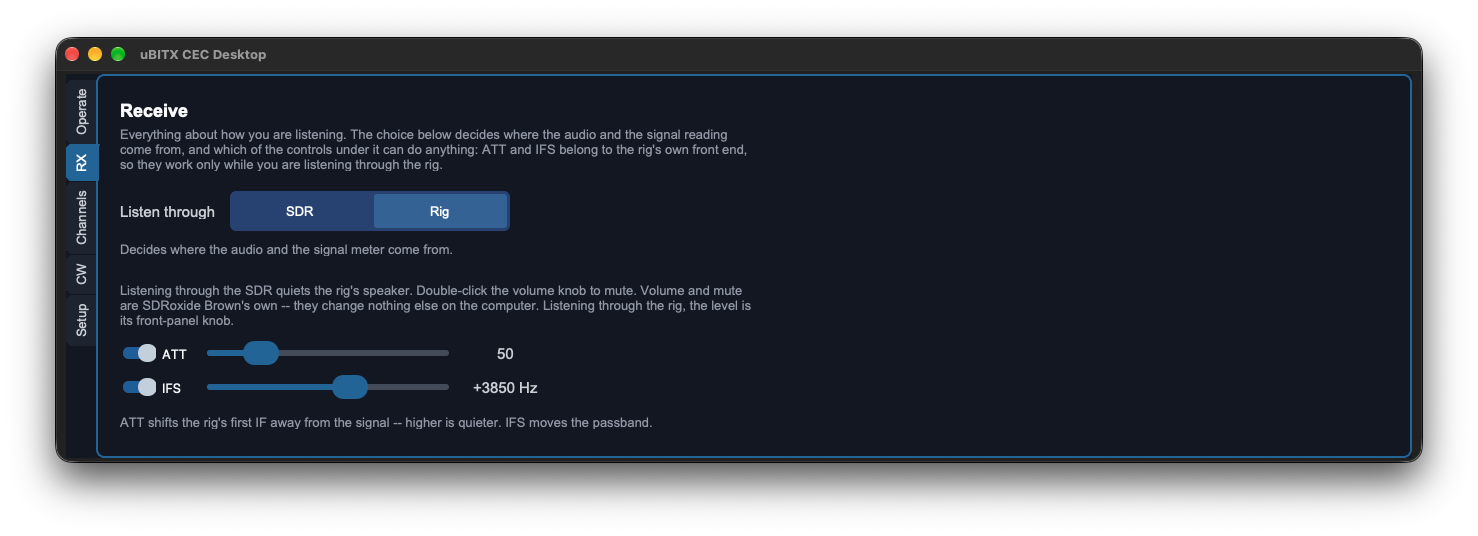 uBITX CEC Desktop
Operate
RX
Channels
CW
Setup
Receive
Everything about how you are listening. The choice below decides where the audio and the signal reading
come from, and which of the controls under it can do anything: ATT and IFS belong to the rig's own front end,
so they work only while you are listening through the rig.
Listen through
SDR
Rig
Decides where the audio and the signal meter come from.
Listening through the SDR quiets the rig's speaker. Double-click the volume knob to mute. Volume and mute
are SDRoxide Brown's own -- they change nothing else on the computer. Listening through the rig, the level is
its front-panel knob.
ATT
50
IFS
+3850 Hz
ATT shifts the rig's first IF away from the signal -- higher is quieter. IFS moves the passband.